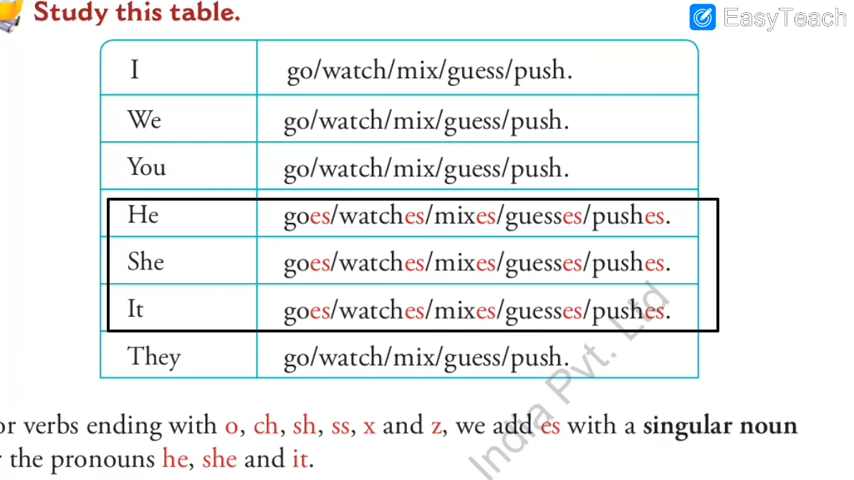 Study this table.
EasyTeach
I go/watch/mix/guess/push.
We go/watch/mix/guess/push.
You go/watch/mix/guess/push.
He goes/watches/mixes/guesses/pushes.
She goes/watches/mixes/guesses/pushes.
It goes/watches/mixes/guesses/pushes.
They go/watch/mix/guess/push.
or verbs ending with o, ch, sh, ss, x and z, we add es with a singular noun
r the pronouns he, she and it.
India Pvt. Ltd